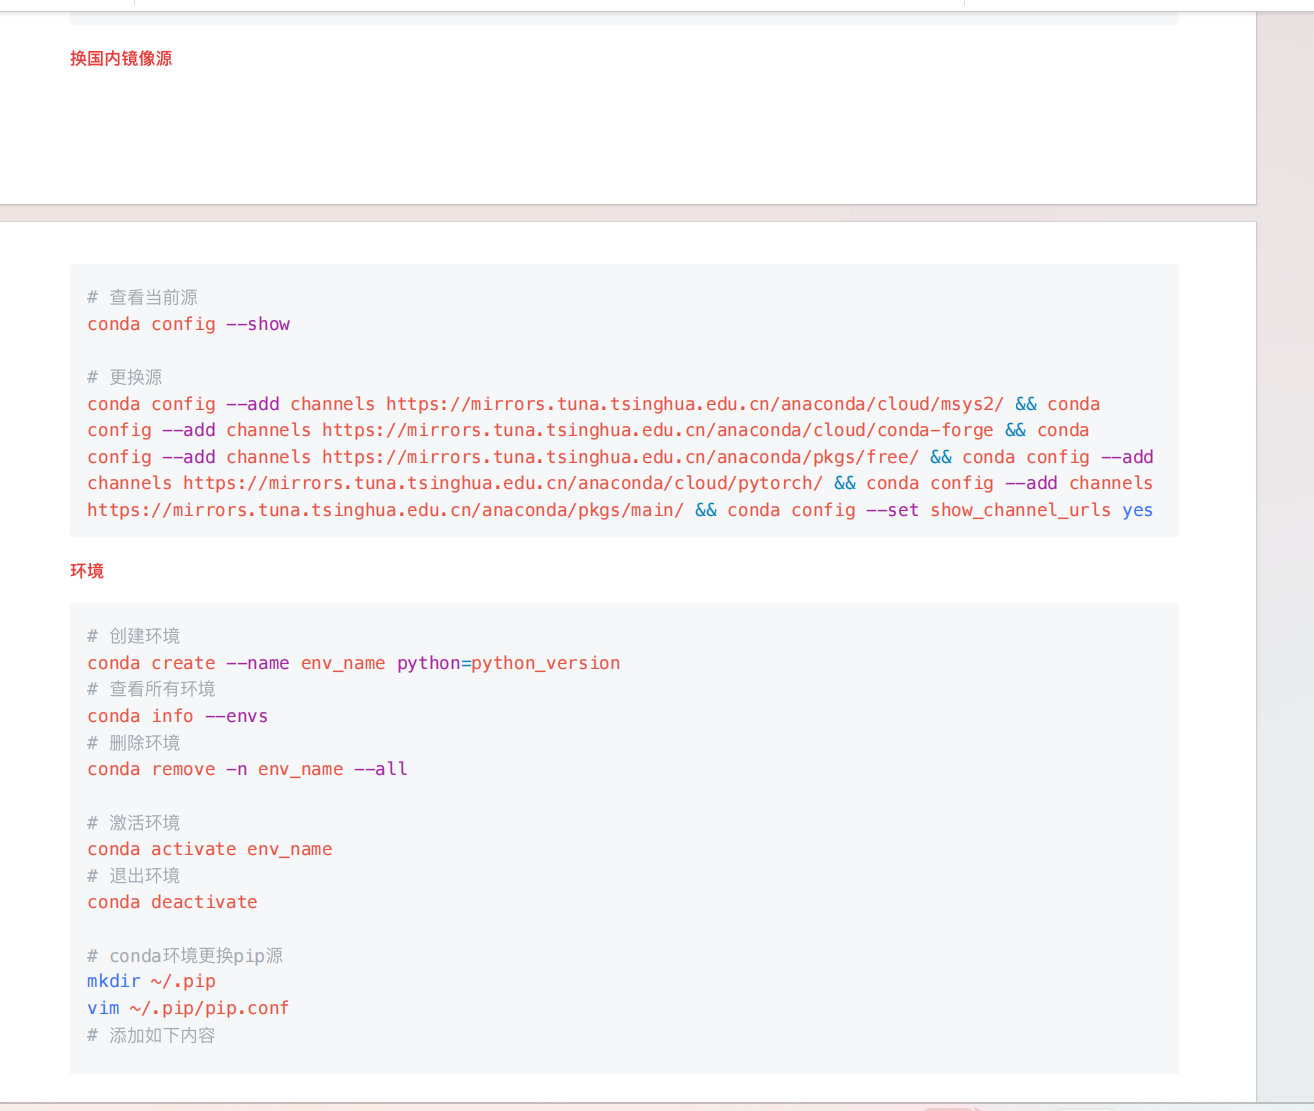 换国内镜像源
# 查看当前源
conda config --show
# 更换源
conda config --add channels https://mirrors.tuna.tsinghua.edu.cn/anaconda/cloud/msys2/ && conda
config --add channels https://mirrors.tuna.tsinghua.edu.cn/anaconda/cloud/conda-forge && conda
config --add channels https://mirrors.tuna.tsinghua.edu.cn/anaconda/pkgs/free/ && conda config --add
channels https://mirrors.tuna.tsinghua.edu.cn/anaconda/cloud/pytorch/ && conda config --add channels
https://mirrors.tuna.tsinghua.edu.cn/anaconda/pkgs/main/ && conda config --set show_channel_urls yes
环境
# 创建环境
conda create --name env_name python=python_version
# 查看所有环境
conda info --envs
# 删除环境
conda remove -n env_name --all
# 激活环境
conda activate env_name
# 退出环境
conda deactivate
# conda环境更换pip源
mkdir ~/.pip
vim ~/.pip/pip.conf
# 添加如下内容